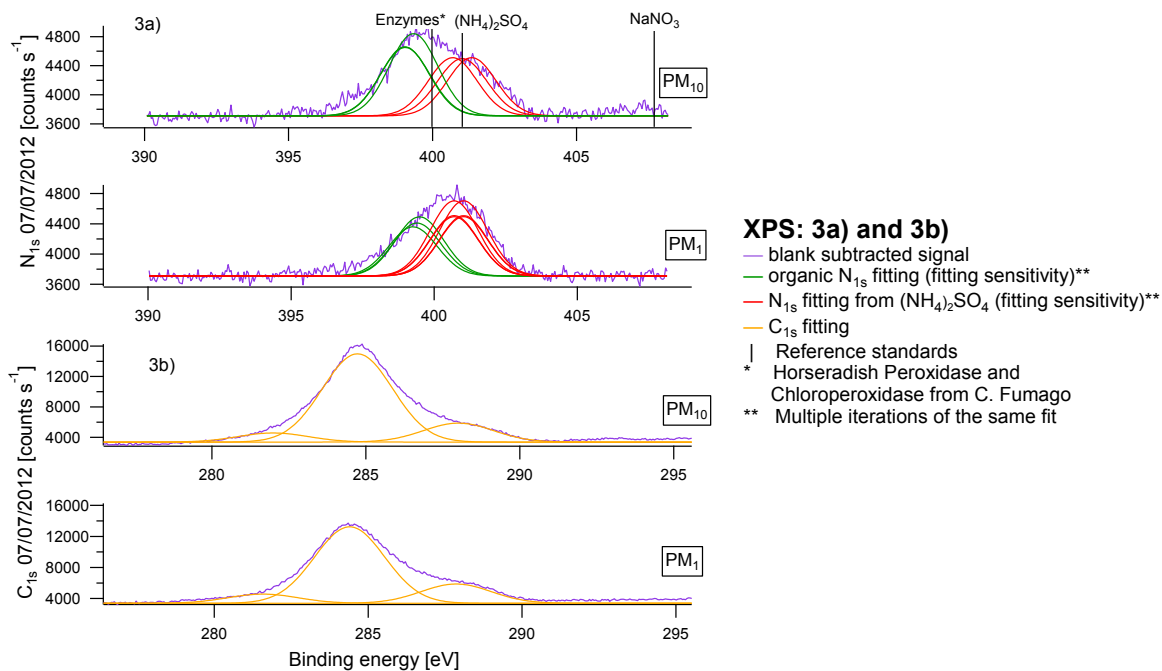 3a)
Enzymes* (NH4)2SO4 NaNO3
4800
4400
4000
3600
PM10
390 395 400 405
4800
4400
4000
3600
PM1
390 395 400 405
N1s 07/07/2012 [counts s-1]
16000
12000
8000
4000
3b)
PM10
280 285 290 295
16000
12000
8000
4000
PM1
280 285 290 295
C1s 07/07/2012 [counts s-1]
Binding energy [eV]
XPS: 3a) and 3b)
blank subtracted signal
organic N1s fitting (fitting sensitivity)**
N1s fitting from (NH4)2SO4 (fitting sensitivity)**
C1s fitting
| Reference standards
* Horseradish Peroxidase and
Chloroperoxidase from C. Fumago
** Multiple iterations of the same fit